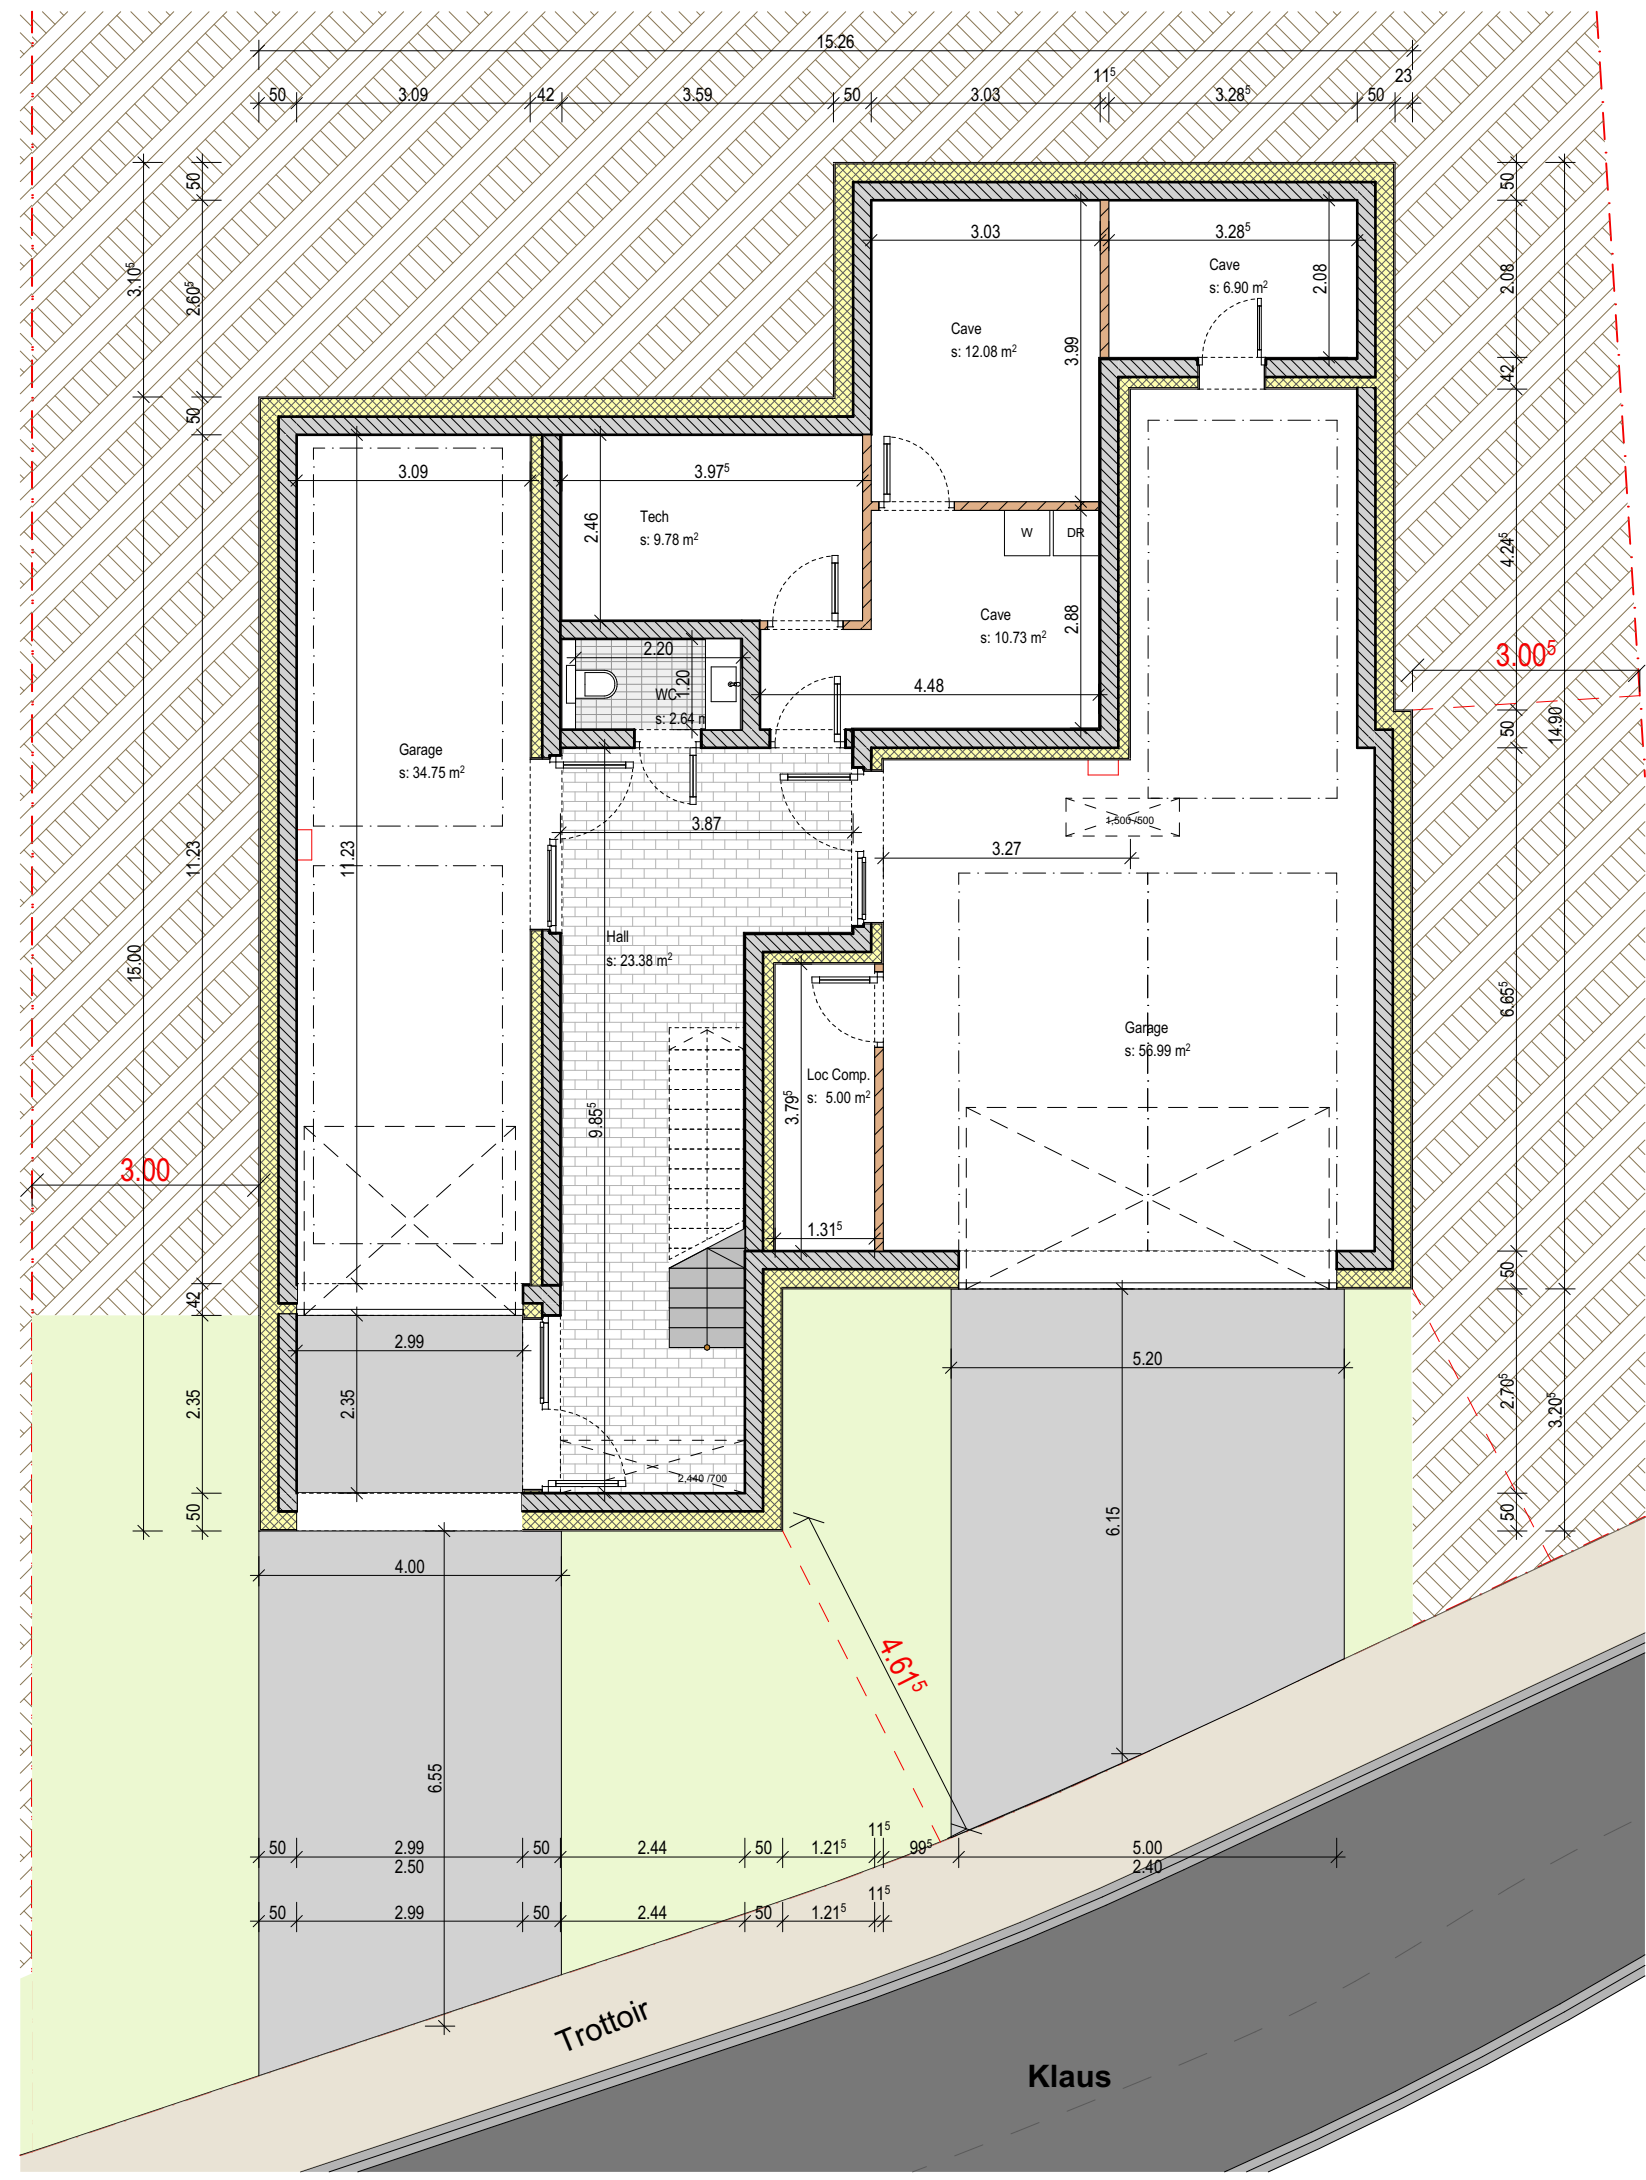 15.26
11⁵ 23
50 3.09 42 3.59 50 3.03 3.28⁵ 50
50
50
3.10⁵
2.60⁵
2.08
3.03 3.28⁵
Cave
s: 6.90 m²
2.08
Cave
s: 12.08 m²
3.99
42
50
3.09 3.97⁵
Tech
s: 9.78 m²
2.46
W DR
4.24⁵
Cave
s: 10.73 m²
2.88
2.20
WC
1.20
s: 2.64 m
4.48
3.00⁵
50
14.90
Garage
s: 34.75 m²
3.87
1,500 /500
3.27
11.23
11.23
Hall
s: 23.38 m²
15.00
6.65⁵
Garage
s: 56.99 m²
Loc Comp.
s: 5.00 m²
3.79⁵
9.85⁵
3.00
1.31⁵
42
50
2.99
5.20
2.35
2.35
2.70⁵
3.20⁵
2,440 /700
50
50
4.00
6.15
4.61⁵
6.55
11⁵
50 2.99 50 2.44 50 1.21⁵ 99⁵ 5.00
2.50 2.40
11⁵
50 2.99 50 2.44 50 1.21⁵
Trottoir
Klaus